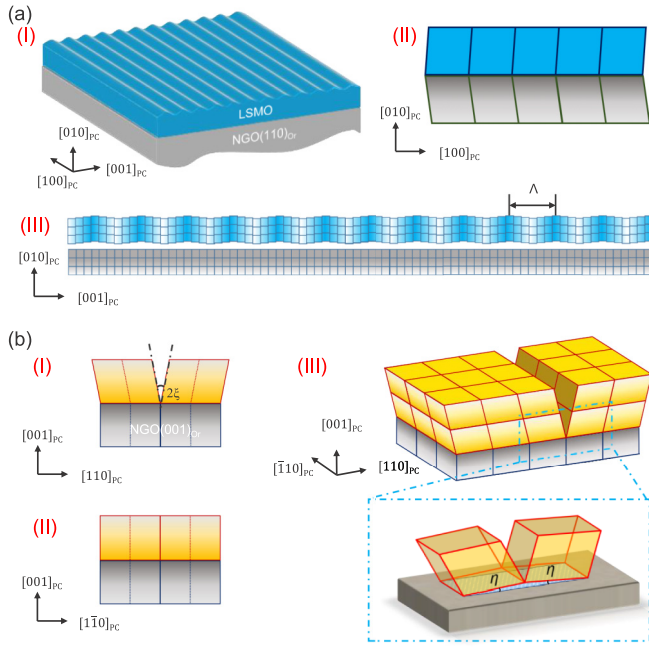 (a)
(I)
LSMO
NGO(110)Or
[010]PC
[100]PC
[001]PC
(II)
[010]PC
[100]PC
Λ
(III)
[010]PC
[001]PC
(b)
(I)
2ξ
NGO(001)Or
[001]PC
[110]PC
(II)
[001]PC
[11̄0]PC
(III)
[001]PC
[1̄10]PC
[110]PC
η
η